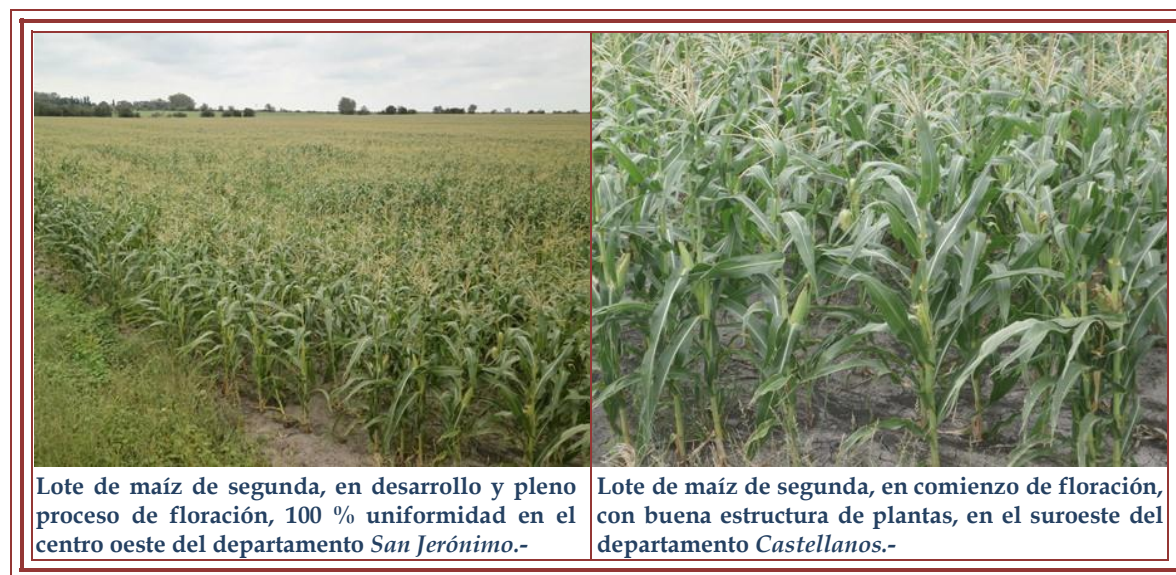 Lote de maíz de segunda, en desarrollo y pleno
proceso de floración, 100 % uniformidad en el
centro oeste del departamento San Jerónimo.-
Lote de maíz de segunda, en comienzo de floración,
con buena estructura de plantas, en el suroeste del
departamento Castellanos.-